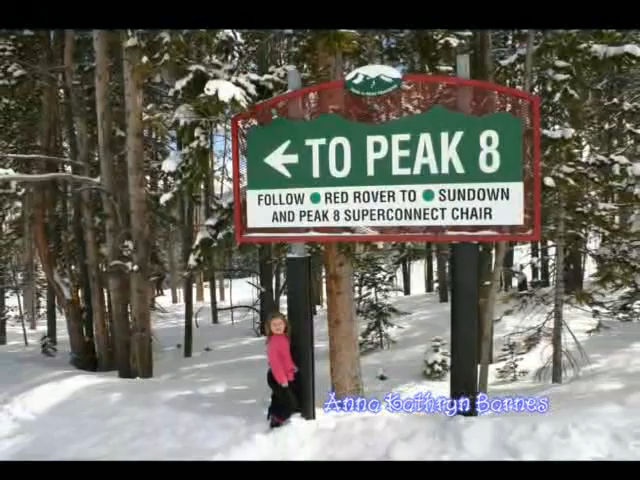 TO PEAK 8
FOLLOW RED ROVER TO SUNDOWN
AND PEAK 8 SUPERCONNECT CHAIR
Anna Kathryn Barnes